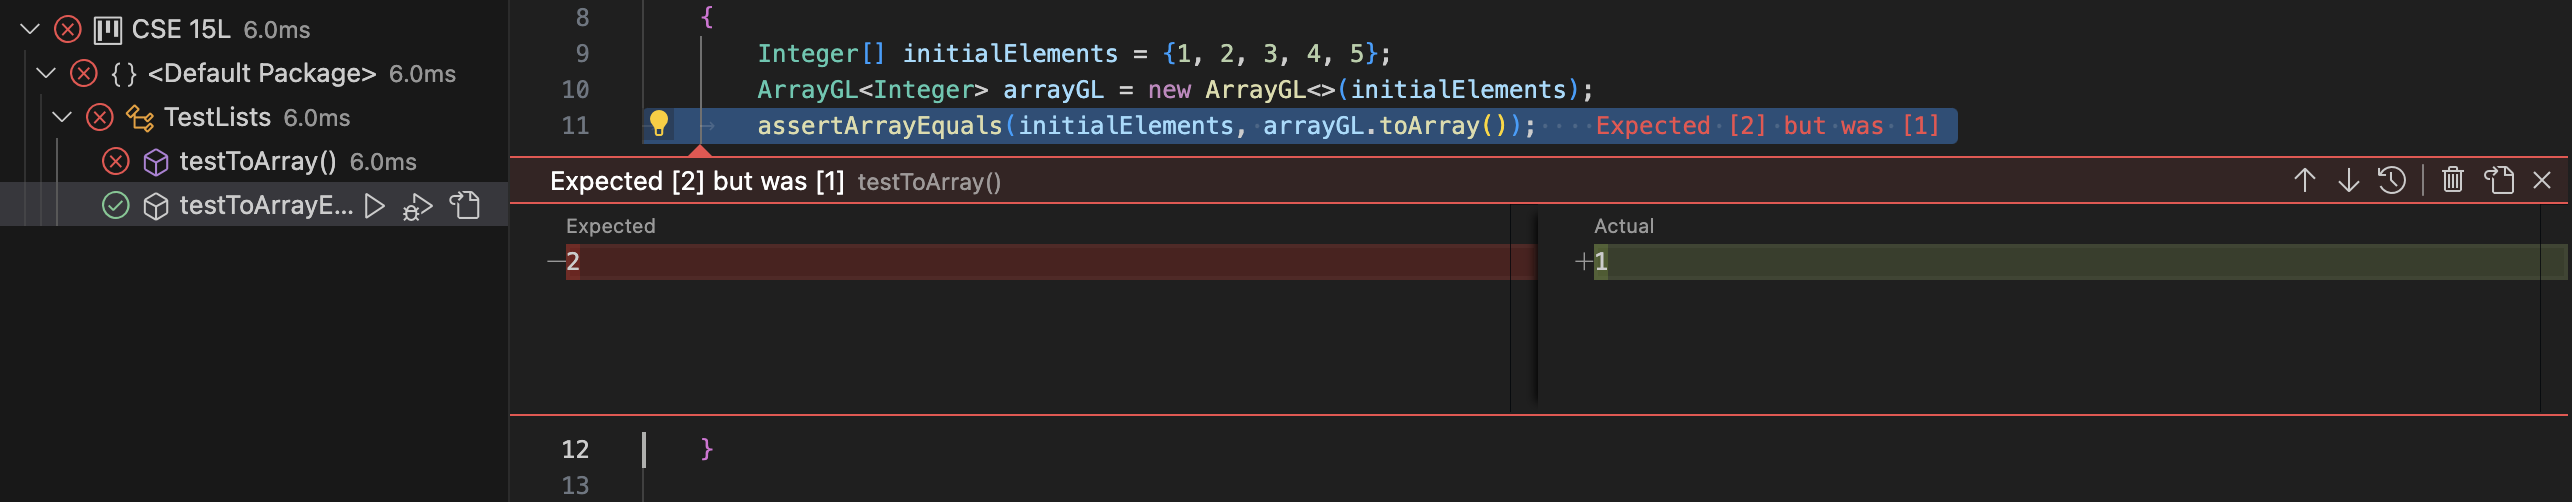 CSE 15L 6.0ms
<Default Package> 6.0ms
TestLists 6.0ms
testToArray() 6.0ms
testToArrayE...
8 {
9 Integer[] initialElements = {1, 2, 3, 4, 5};
10 ArrayGL<Integer> arrayGL = new ArrayGL<>(initialElements);
11 assertArrayEquals(initialElements, arrayGL.toArray()); Expected [2] but was [1]
Expected [2] but was [1] testToArray()
Expected
Actual
2
1
12 }
13